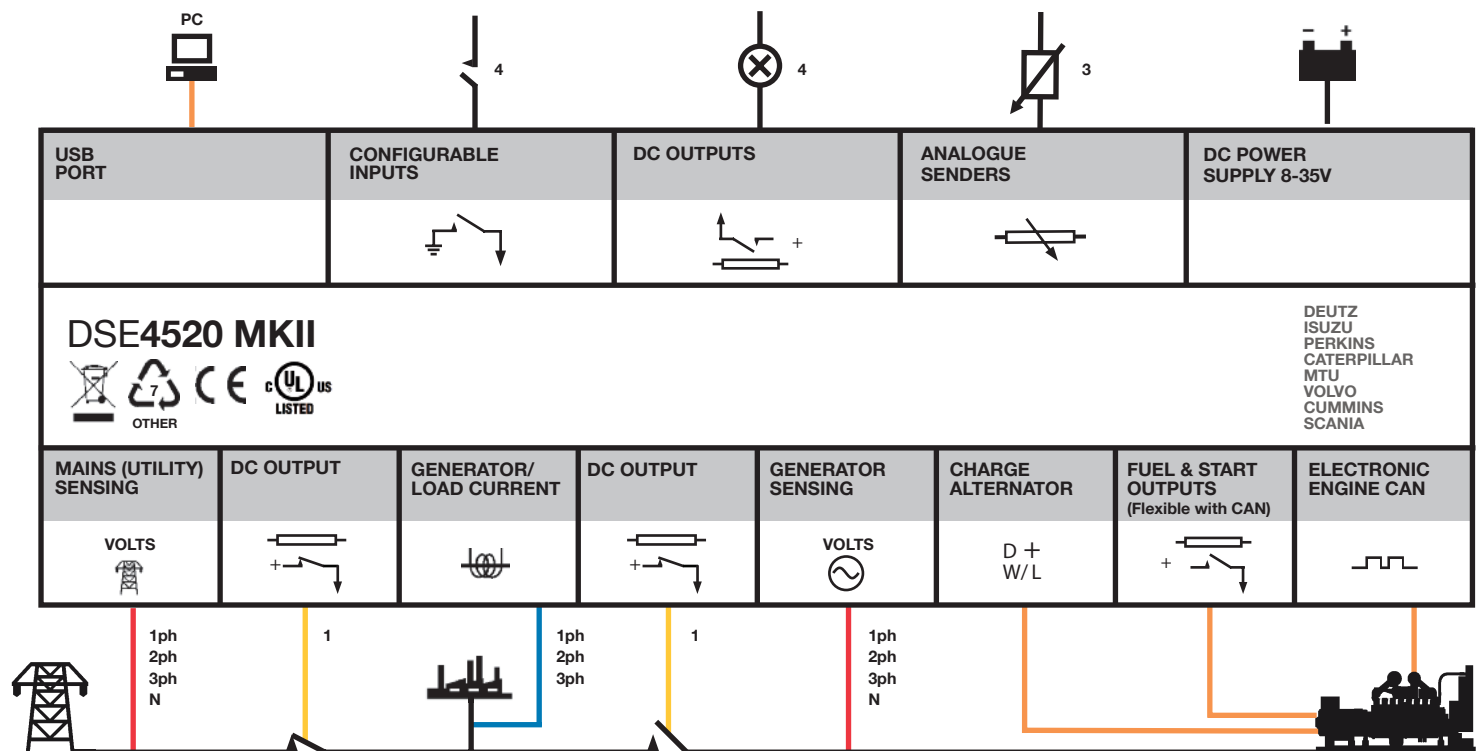 PC
4
4
3
− +
USB
PORT
CONFIGURABLE
INPUTS
DC OUTPUTS
ANALOGUE
SENDERS
DC POWER
SUPPLY 8-35V
+
DSE4520 MKII
7
OTHER
CE
c UL us
LISTED
DEUTZ
ISUZU
PERKINS
CATERPILLAR
MTU
VOLVO
CUMMINS
SCANIA
MAINS (UTILITY)
SENSING
DC OUTPUT
GENERATOR/
LOAD CURRENT
DC OUTPUT
GENERATOR
SENSING
CHARGE
ALTERNATOR
FUEL & START
OUTPUTS
(Flexible with CAN)
ELECTRONIC
ENGINE CAN
VOLTS
+
+
VOLTS
D +
W/L
+
1ph
2ph
3ph
N
1
1ph
2ph
3ph
1
1ph
2ph
3ph
N